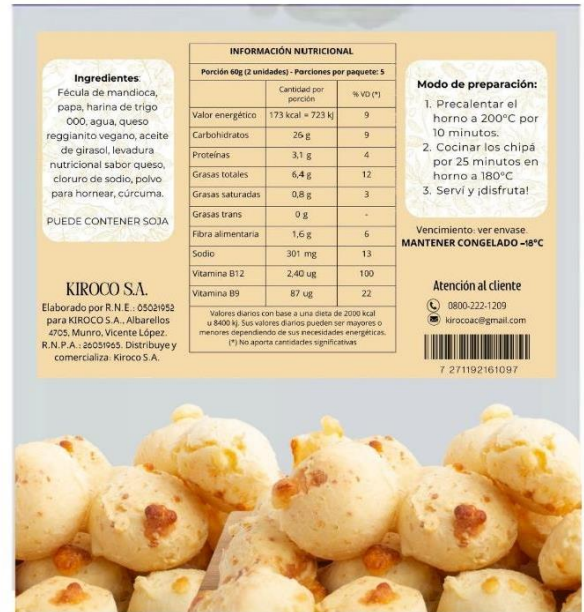 Ingredientes:
Fécula de mandioca,
papa, harina de trigo
000, agua, queso
reggianito vegano, aceite
de girasol, levadura
nutricional sabor queso,
cloruro de sodio, polvo
para hornear, cúrcuma.
PUEDE CONTENER SOJA
KIROCO S.A.
Elaborado por R.N.E.: 05021952
para KIROCO S.A., Albarellos
4705, Munro, Vicente López.
R.N.P.A.: 26051965. Distribuye y
comercializa: Kiroco S.A.
INFORMACIÓN NUTRICIONAL
Porción 60g (2 unidades) - Porciones por paquete: 5
Cantidad por porción % VD (*)
Valor energético 173 kcal = 723 kj 9
Carbohidratos 26 g 9
Proteínas 3,1 g 4
Grasas totales 6,4 g 12
Grasas saturadas 0,8 g 3
Grasas trans 0 g -
Fibra alimentaria 1,6 g 6
Sodio 301 mg 13
Vitamina B12 2,40 ug 100
Vitamina B9 87 ug 22
Valores diarios con base a una dieta de 2000 kcal
u 8400 kj. Sus valores diarios pueden ser mayores o
menores dependiendo de sus necesidades energéticas.
(*) No aporta cantidades significativas
Modo de preparación:
1. Precalentar el
horno a 200°C por
10 minutos.
2. Cocinar los chipá
por 25 minutos en
horno a 180°C
3. Serví y ¡disfruta!
Vencimiento: ver envase.
MANTENER CONGELADO -18°C
Atención al cliente
0800-222-1209
kirocoac@gmail.com
7 271192161097